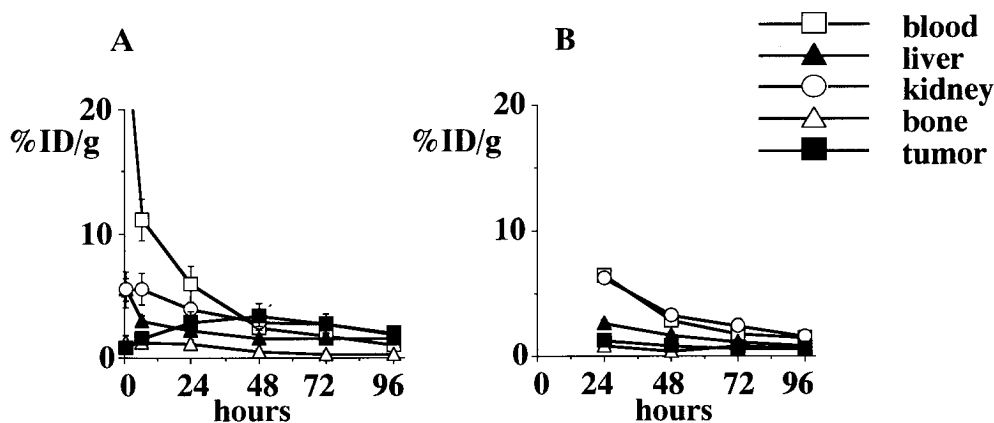 A
20
%ID/g
10
0
0 24 48 72 96
hours
B
20
%ID/g
10
0
0 24 48 72 96
hours
blood
liver
kidney
bone
tumor